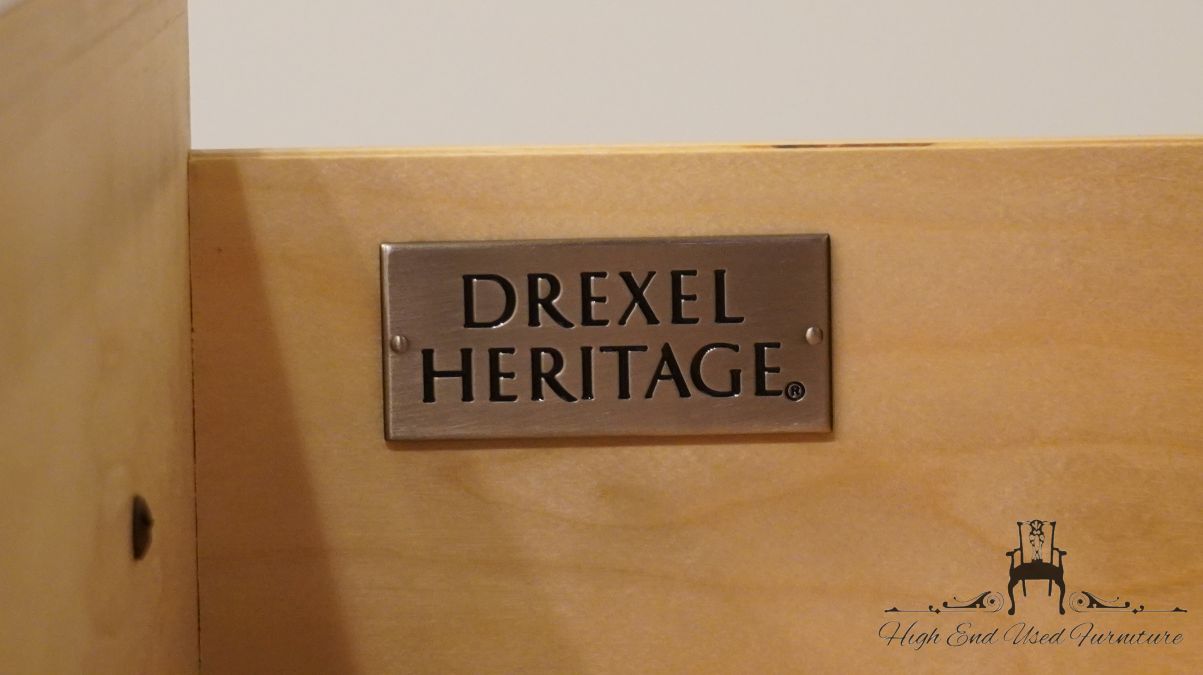 DREXEL
HERITAGE®
High End Used Furniture